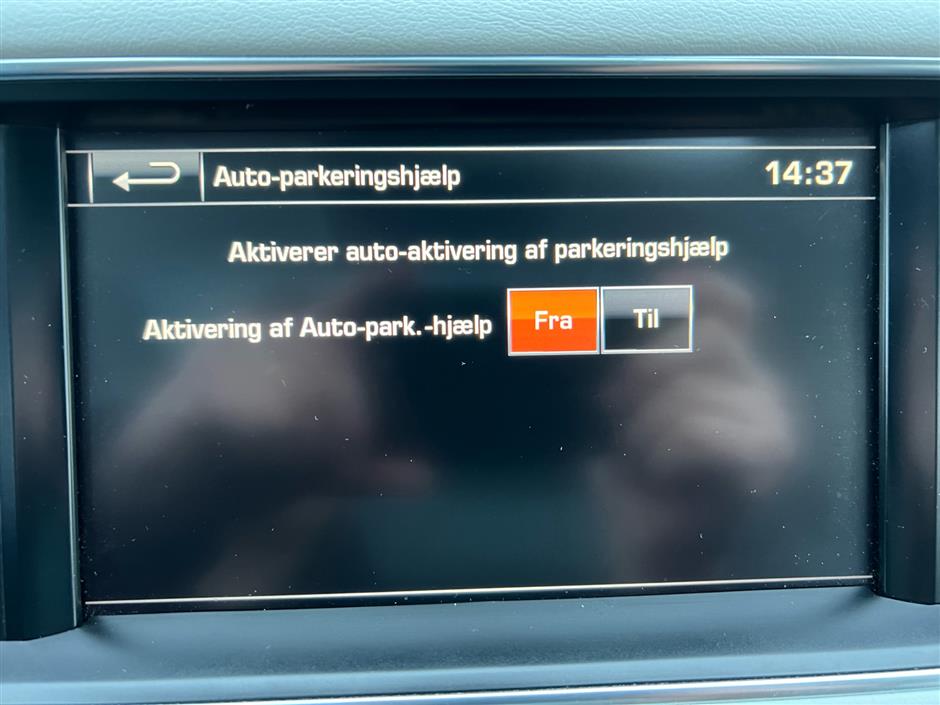 Auto-parkeringshjælp 14:37
Aktiverer auto-aktivering af parkeringshjælp
Aktivering af Auto-park.-hjælp Fra Til